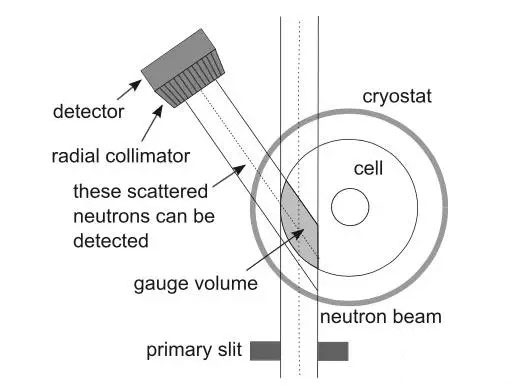 cryostat
detector
radial collimator
cell
these scattered
neutrons can be
detected
gauge volume
neutron beam
primary slit